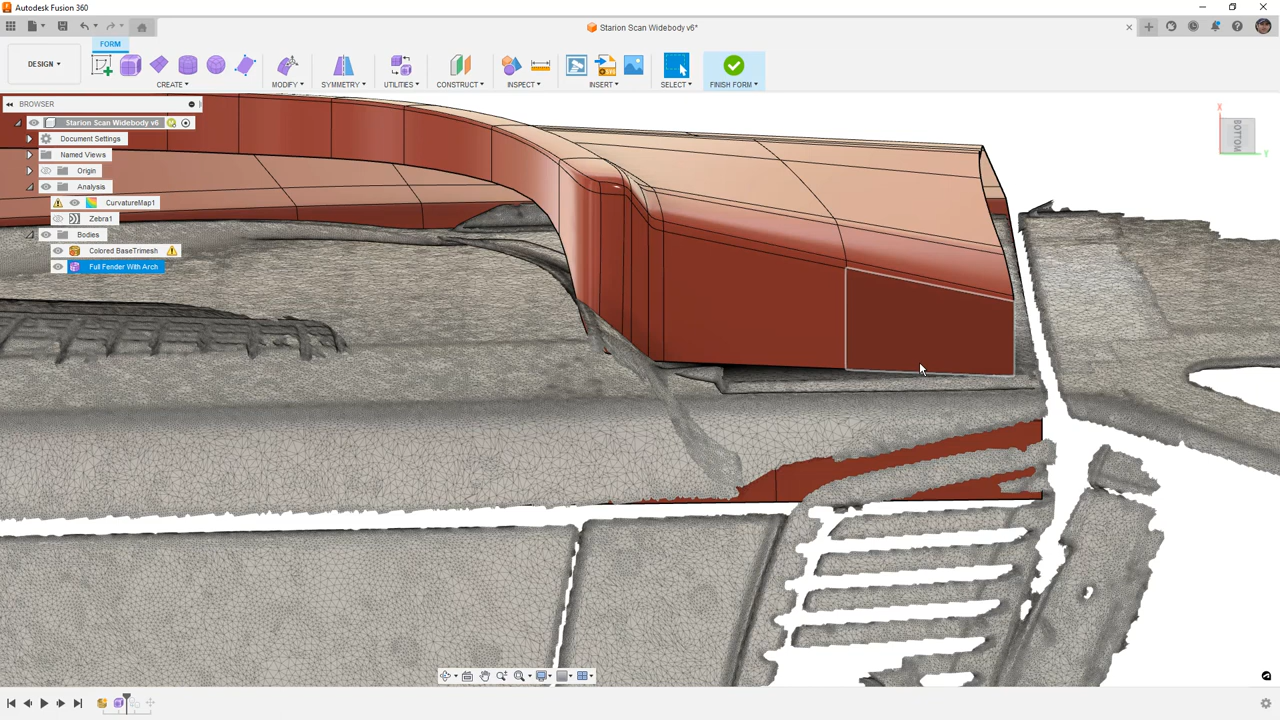 Autodesk Fusion 360
Starion Scan Widebody v6*
FORM
DESIGN
CREATE
MODIFY
SYMMETRY
UTILITIES
CONSTRUCT
INSPECT
INSERT
SELECT
FINISH FORM
BROWSER
Starion Scan Widebody v6
Document Settings
Named Views
Origin
Analysis
CurvatureMap1
Zebra1
Bodies
Colored BaseTrimesh
Full Fender With Arch
X
BOTTOM
Y